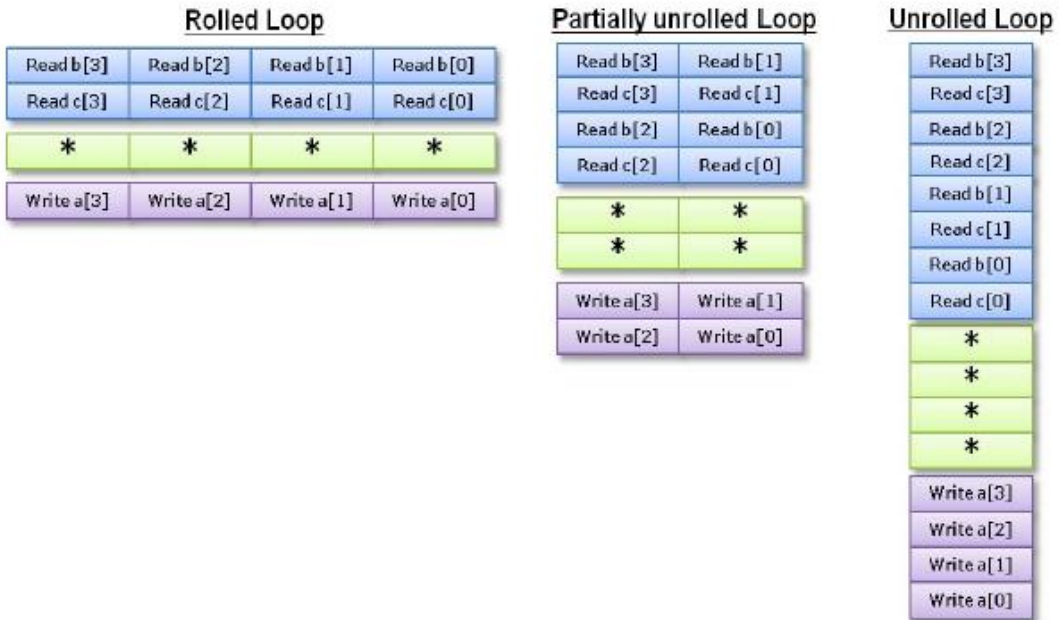 Rolled Loop
Read b[3] Read b[2] Read b[1] Read b[0]
Read c[3] Read c[2] Read c[1] Read c[0]
* * * *
Write a[3] Write a[2] Write a[1] Write a[0]
Partially unrolled Loop
Read b[3] Read b[1]
Read c[3] Read c[1]
Read b[2] Read b[0]
Read c[2] Read c[0]
* *
* *
Write a[3] Write a[1]
Write a[2] Write a[0]
Unrolled Loop
Read b[3]
Read c[3]
Read b[2]
Read c[2]
Read b[1]
Read c[1]
Read b[0]
Read c[0]
*
*
*
*
Write a[3]
Write a[2]
Write a[1]
Write a[0]